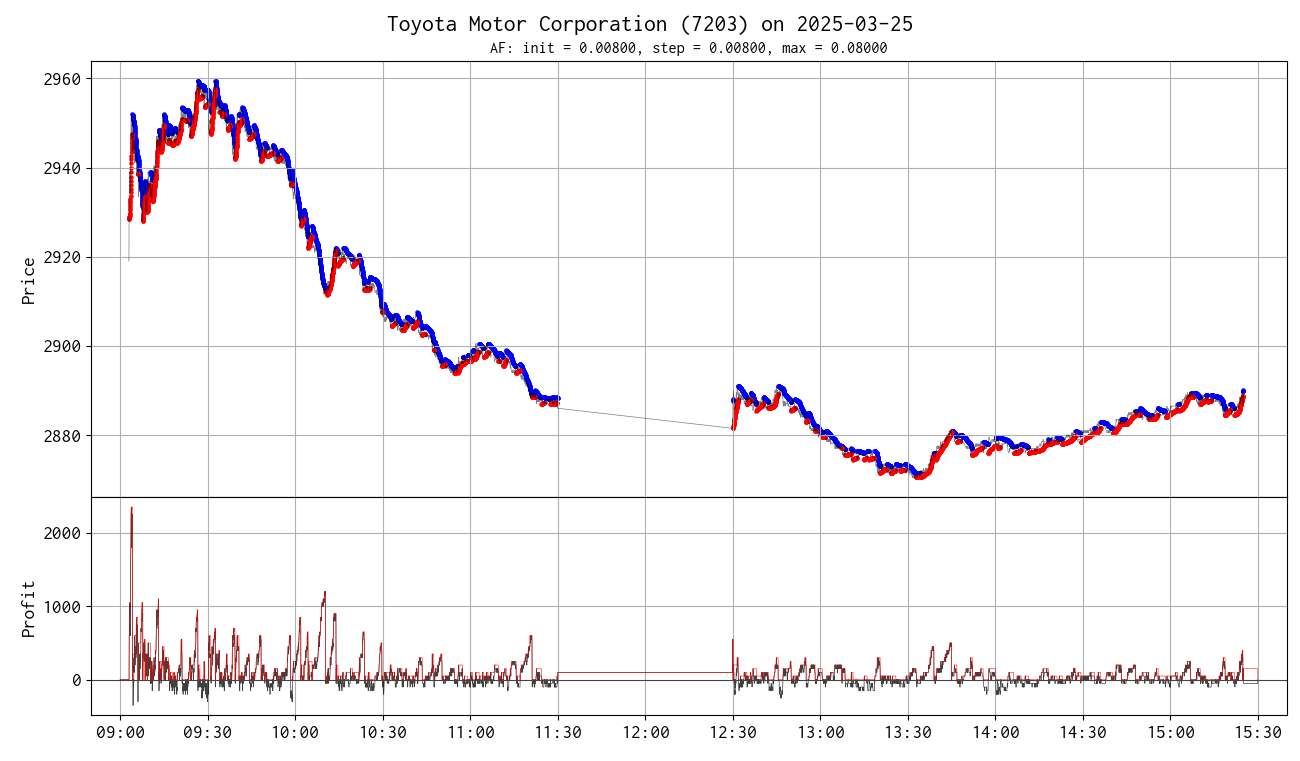 Toyota Motor Corporation (7203) on 2025-03-25
AF: init = 0.00800, step = 0.00800, max = 0.08000
Price
2960
2940
2920
2900
2880
Profit
2000
1000
0
09:00 09:30 10:00 10:30 11:00 11:30 12:00 12:30 13:00 13:30 14:00 14:30 15:00 15:30